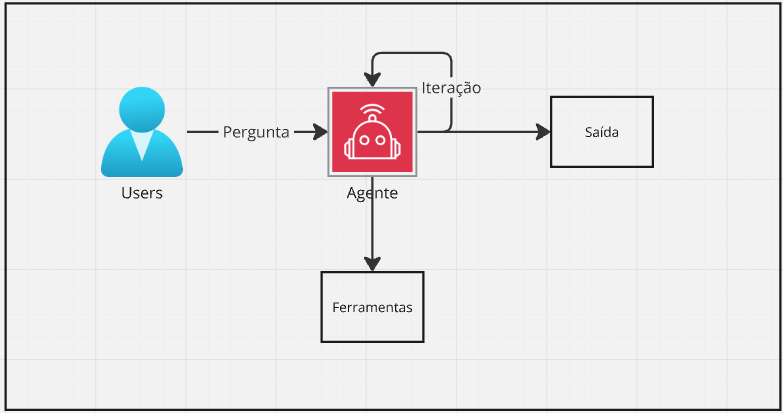 Iteração
Pergunta
Saída
Users
Agente
Ferramentas